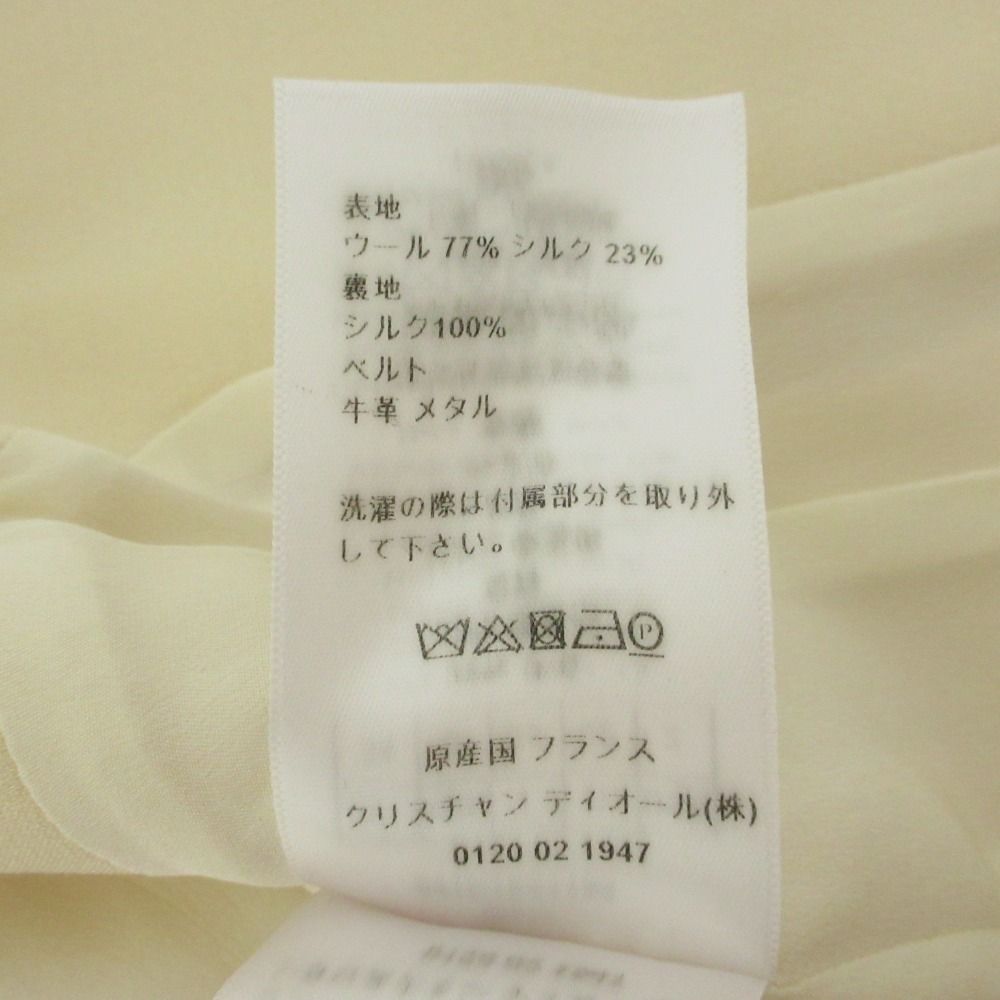 表地
ウール 77% シルク 23%
裏地
シルク100%
ベルト
牛革 メタル
洗濯の際は付属部分を取り外
して下さい。
P
原産国 フランス
クリスチャン ディオール(株)
0120 02 1947